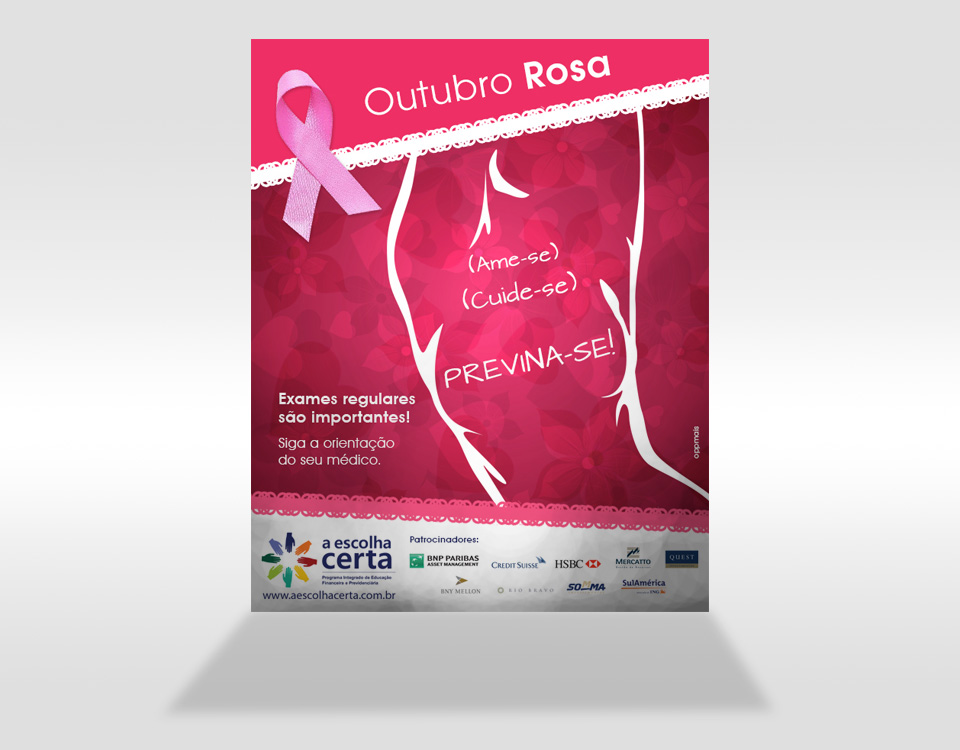 Outubro Rosa
(Ame-se)
(Cuide-se)
PREVINA-SE!
Exames regulares
são importantes!
Siga a orientação
do seu médico.
oppmais
a escolha
certa
Programa Integrado de Educação
Financeira e Previdenciária
www.aescolhacerta.com.br
Patrocinadores:
BNP PARIBAS
ASSET MANAGEMENT
CREDIT SUISSE
HSBC
MERCATTO
QUEST
BNY MELLON
RIO BRAVO
SOMMA
SulAmérica